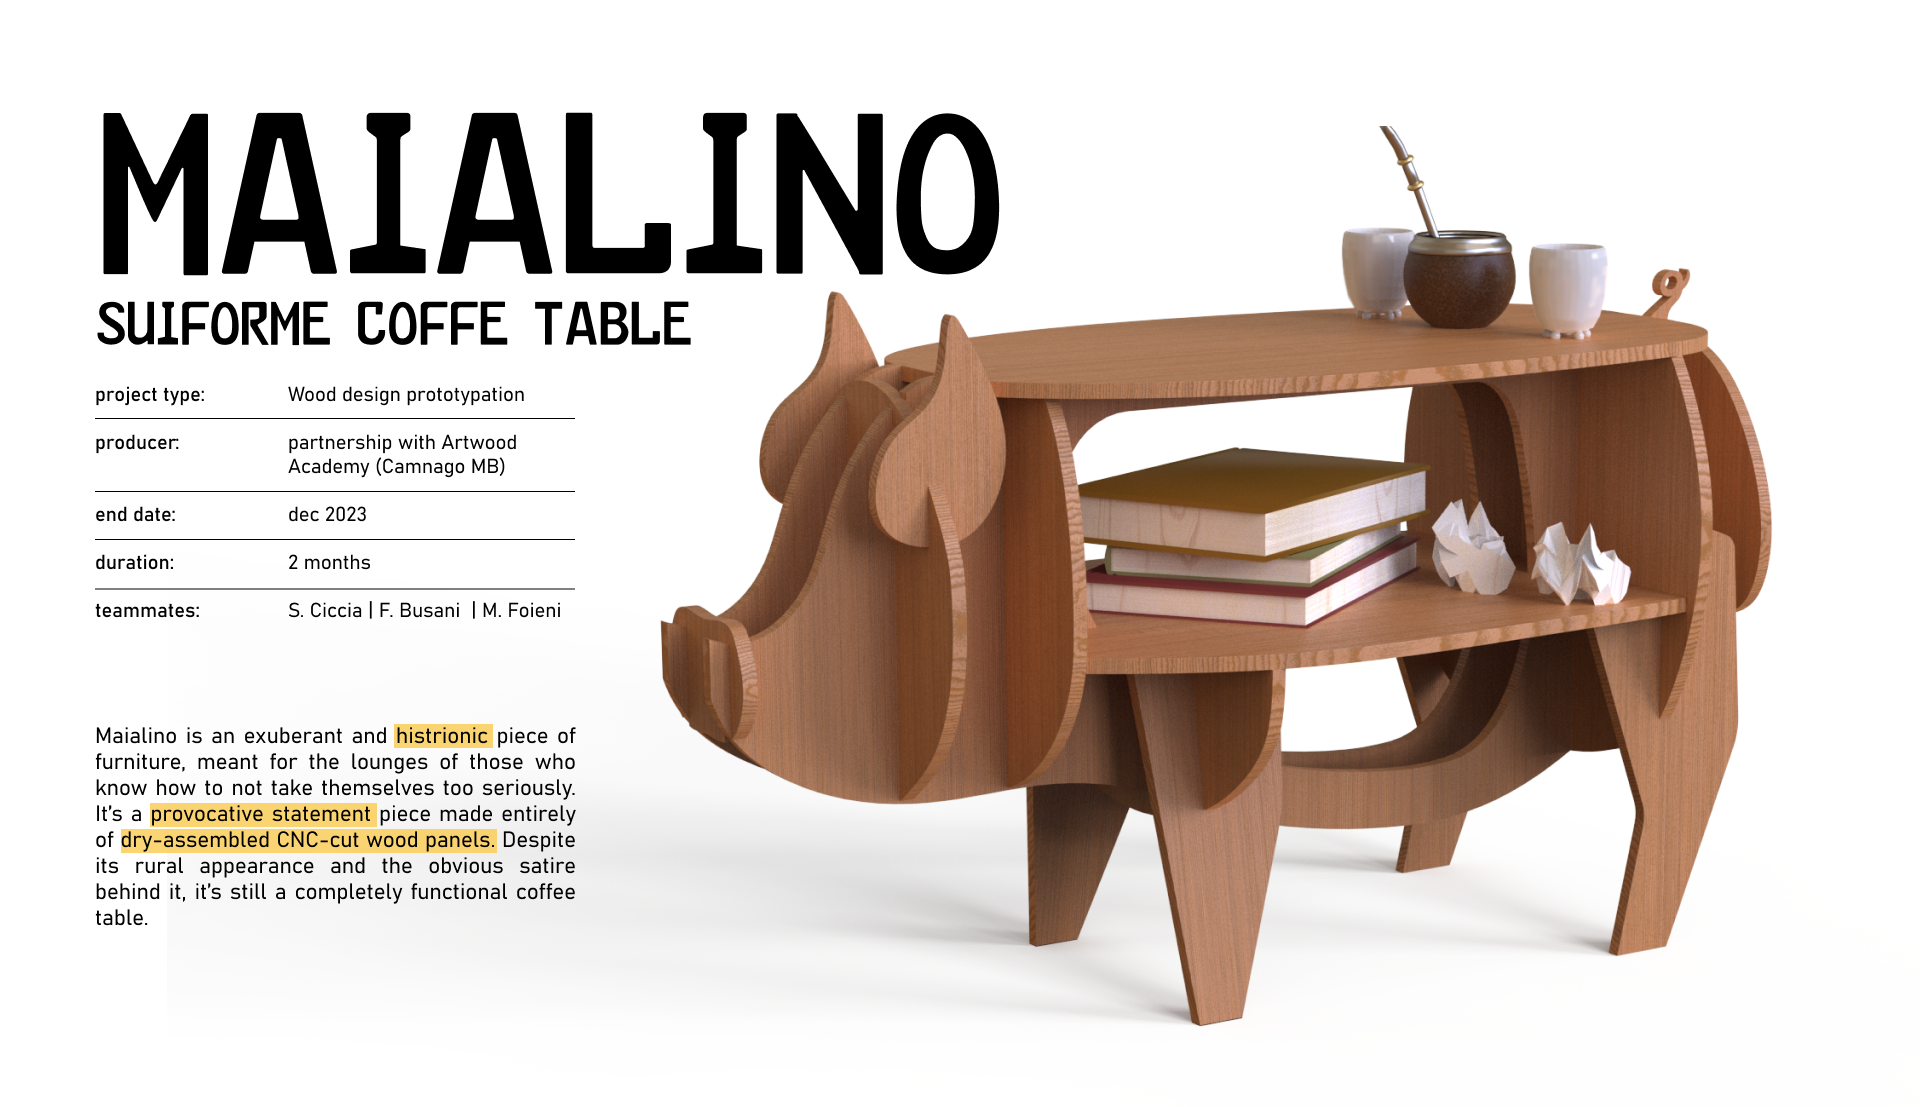 MAIALINO
SUIFORME COFFE TABLE
project type: Wood design prototypation
producer: partnership with Artwood
Academy (Camnago MB)
end date: dec 2023
duration: 2 months
teammates: S. Ciccia | F. Busani | M. Foieni
Maialino is an exuberant and histrionic piece of
furniture, meant for the lounges of those who
know how to not take themselves too seriously.
It's a provocative statement piece made entirely
of dry-assembled CNC-cut wood panels. Despite
its rural appearance and the obvious satire
behind it, it's still a completely functional coffee
table.